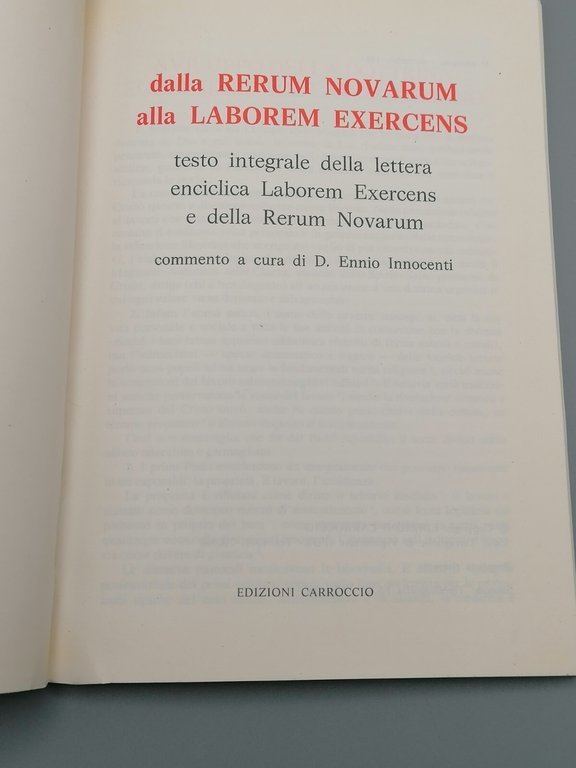 dalla RERUM NOVARUM
alla LABOREM EXERCENS
testo integrale della lettera
enciclica Laborem Exercens
e della Rerum Novarum
commento a cura di D. Ennio Innocenti
EDIZIONI CARROCCIO